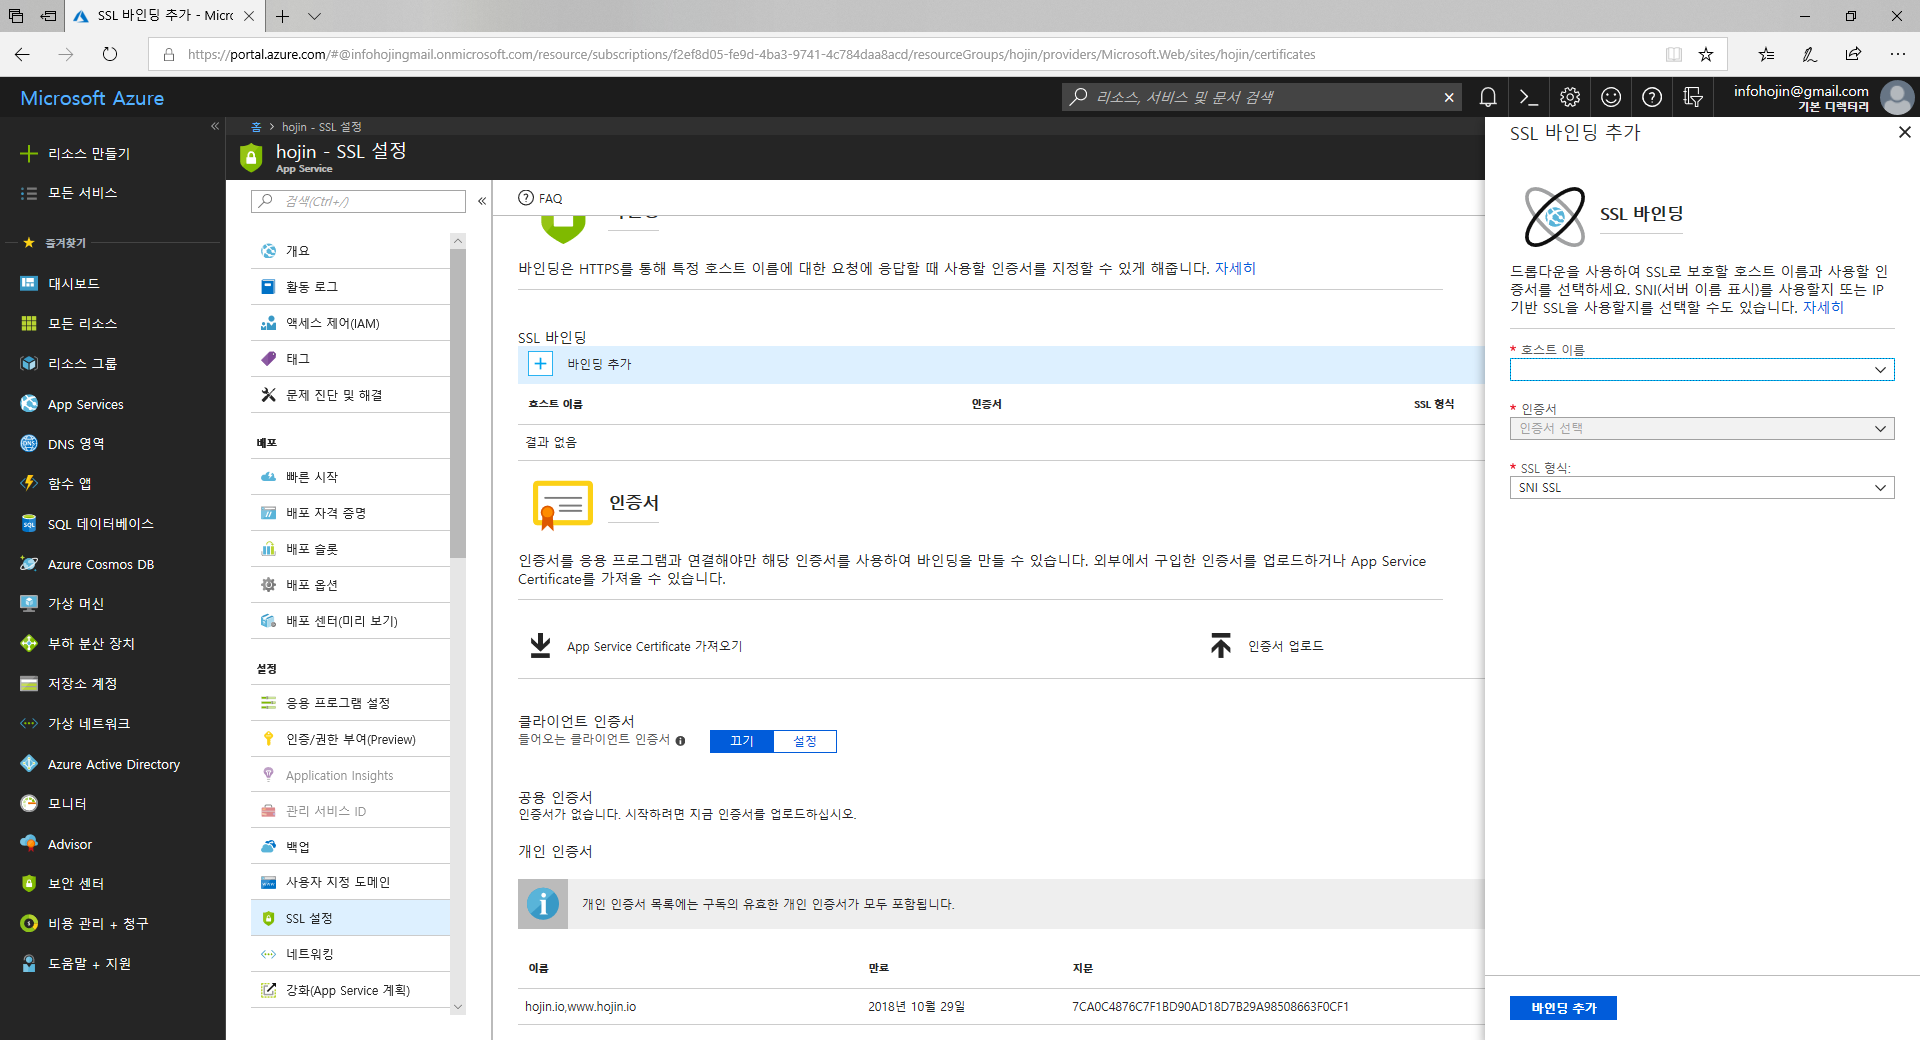 SSL 바인딩 추가 - Micr
https://portal.azure.com/#@infohojingmail.onmicrosoft.com/resource/subscriptions/f2ef8d05-fe9d-4ba3-9741-4c784daa8acd/resourceGroups/hojin/providers/Microsoft.Web/sites/hojin/certificates
Microsoft Azure
리소스, 서비스 및 문서 검색
infohojin@gmail.com
기본 디렉터리
리소스 만들기
모든 서비스
즐겨찾기
대시보드
모든 리소스
리소스 그룹
App Services
DNS 영역
함수 앱
SQL 데이터베이스
Azure Cosmos DB
가상 머신
부하 분산 장치
저장소 계정
가상 네트워크
Azure Active Directory
모니터
Advisor
보안 센터
비용 관리 + 청구
도움말 + 지원
홈 > hojin - SSL 설정
hojin - SSL 설정
App Service
검색(Ctrl+/)
개요
활동 로그
액세스 제어(IAM)
태그
문제 진단 및 해결
배포
빠른 시작
배포 자격 증명
배포 슬롯
배포 옵션
배포 센터(미리 보기)
설정
응용 프로그램 설정
인증/권한 부여(Preview)
Application Insights
관리 서비스 ID
백업
사용자 지정 도메인
SSL 설정
네트워킹
강화(App Service 계획)
FAQ
바인딩은 HTTPS를 통해 특정 호스트 이름에 대한 요청에 응답할 때 사용할 인증서를 지정할 수 있게 해줍니다. 자세히
SSL 바인딩
바인딩 추가
호스트 이름 인증서 SSL 형식
결과 없음
인증서
인증서를 응용 프로그램과 연결해야만 해당 인증서를 사용하여 바인딩을 만들 수 있습니다. 외부에서 구입한 인증서를 업로드하거나 App Service
Certificate를 가져올 수 있습니다.
App Service Certificate 가져오기 인증서 업로드
클라이언트 인증서
들어오는 클라이언트 인증서 끄기 설정
공용 인증서
인증서가 없습니다. 시작하려면 지금 인증서를 업로드하십시오.
개인 인증서
개인 인증서 목록에는 구독의 유효한 개인 인증서가 모두 포함됩니다.
이름 만료 지문
hojin.io,www.hojin.io 2018년 10월 29일 7CA0C4876C7F1BD90AD18D7B29A98508663F0CF1
SSL 바인딩 추가
SSL 바인딩
드롭다운을 사용하여 SSL로 보호할 호스트 이름과 사용할 인
증서를 선택하세요. SNI(서버 이름 표시)를 사용할지 또는 IP
기반 SSL을 사용할지를 선택할 수도 있습니다. 자세히
* 호스트 이름
* 인증서
인증서 선택
* SSL 형식:
SNI SSL
바인딩 추가